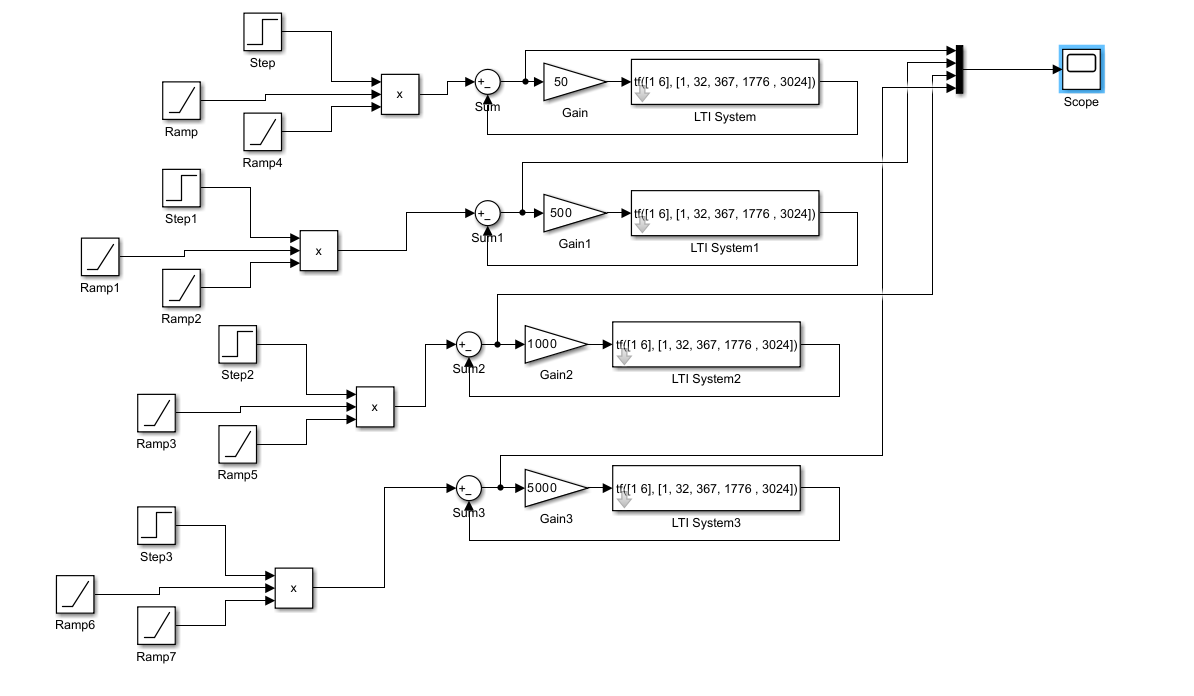 Step
Ramp
Ramp4
x
+
_
Sum
50
Gain
tf([1 6], [1, 32, 367, 1776 , 3024])
LTI System
Scope
Step1
Ramp1
Ramp2
x
+
_
Sum1
500
Gain1
tf([1 6], [1, 32, 367, 1776 , 3024])
LTI System1
Step2
Ramp3
Ramp5
x
+
_
Sum2
1000
Gain2
tf([1 6], [1, 32, 367, 1776 , 3024])
LTI System2
Step3
Ramp6
Ramp7
x
+
_
Sum3
5000
Gain3
tf([1 6], [1, 32, 367, 1776 , 3024])
LTI System3